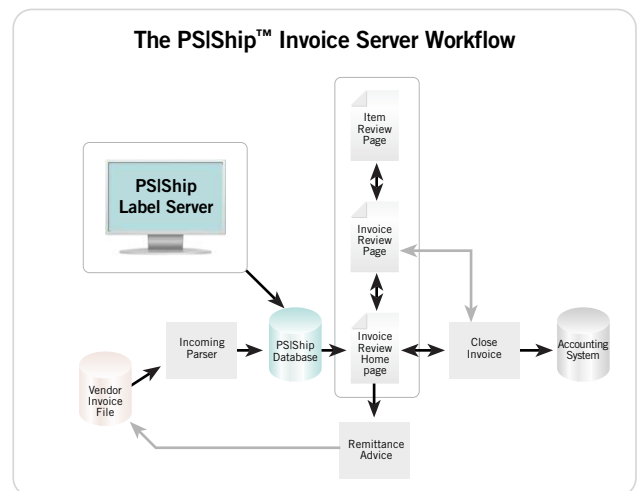 The PS|Ship™ Invoice Server Workflow
Item
Review
Page
PS|Ship
Label Server
Invoice
Review
Page
Incoming
Parser
PS|Ship
Database
Invoice
Review
Home
page
Close
Invoice
Accounting
System
Vendor
Invoice
File
Remittance
Advice